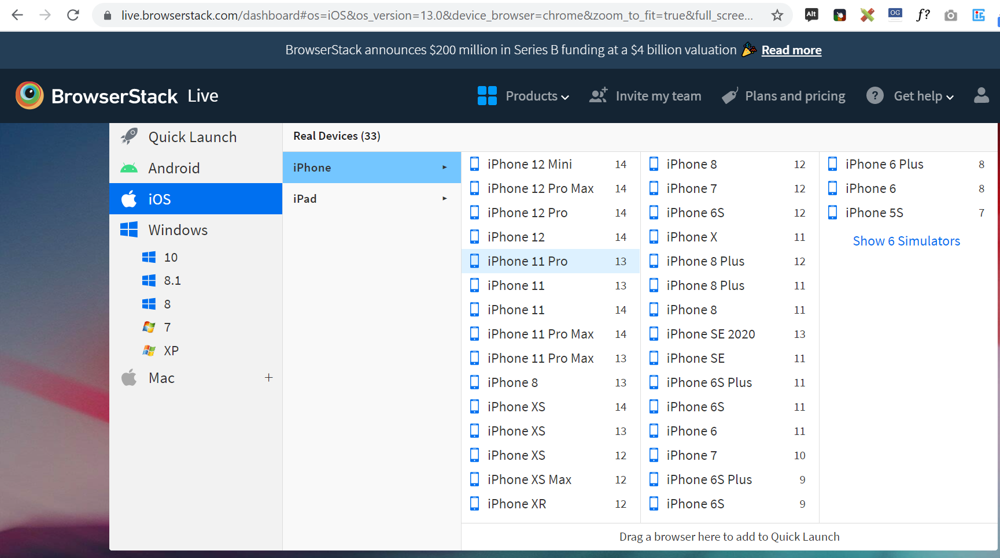 live.browserstack.com/dashboard#os=iOS&os_version=13.0&device_browser=chrome&zoom_to_fit=true&full_scree...
Alt
OG
f?
BrowserStack announces $200 million in Series B funding at a $4 billion valuation Read more
BrowserStack Live
Products
Invite my team
Plans and pricing
? Get help
Quick Launch
Android
iOS
Windows
10
8.1
8
7
XP
Mac +
Real Devices (33)
iPhone
iPad
iPhone 12 Mini 14
iPhone 12 Pro Max 14
iPhone 12 Pro 14
iPhone 12 14
iPhone 11 Pro 13
iPhone 11 13
iPhone 11 14
iPhone 11 Pro Max 14
iPhone 11 Pro Max 13
iPhone 8 13
iPhone XS 14
iPhone XS 13
iPhone XS 12
iPhone XS Max 12
iPhone XR 12
iPhone 8 12
iPhone 7 12
iPhone 6S 12
iPhone X 11
iPhone 8 Plus 12
iPhone 8 Plus 11
iPhone 8 11
iPhone SE 2020 13
iPhone SE 11
iPhone 6S Plus 11
iPhone 6S 11
iPhone 6 11
iPhone 7 10
iPhone 6S Plus 9
iPhone 6S 9
iPhone 6 Plus 8
iPhone 6 8
iPhone 5S 7
Show 6 Simulators
Drag a browser here to add to Quick Launch